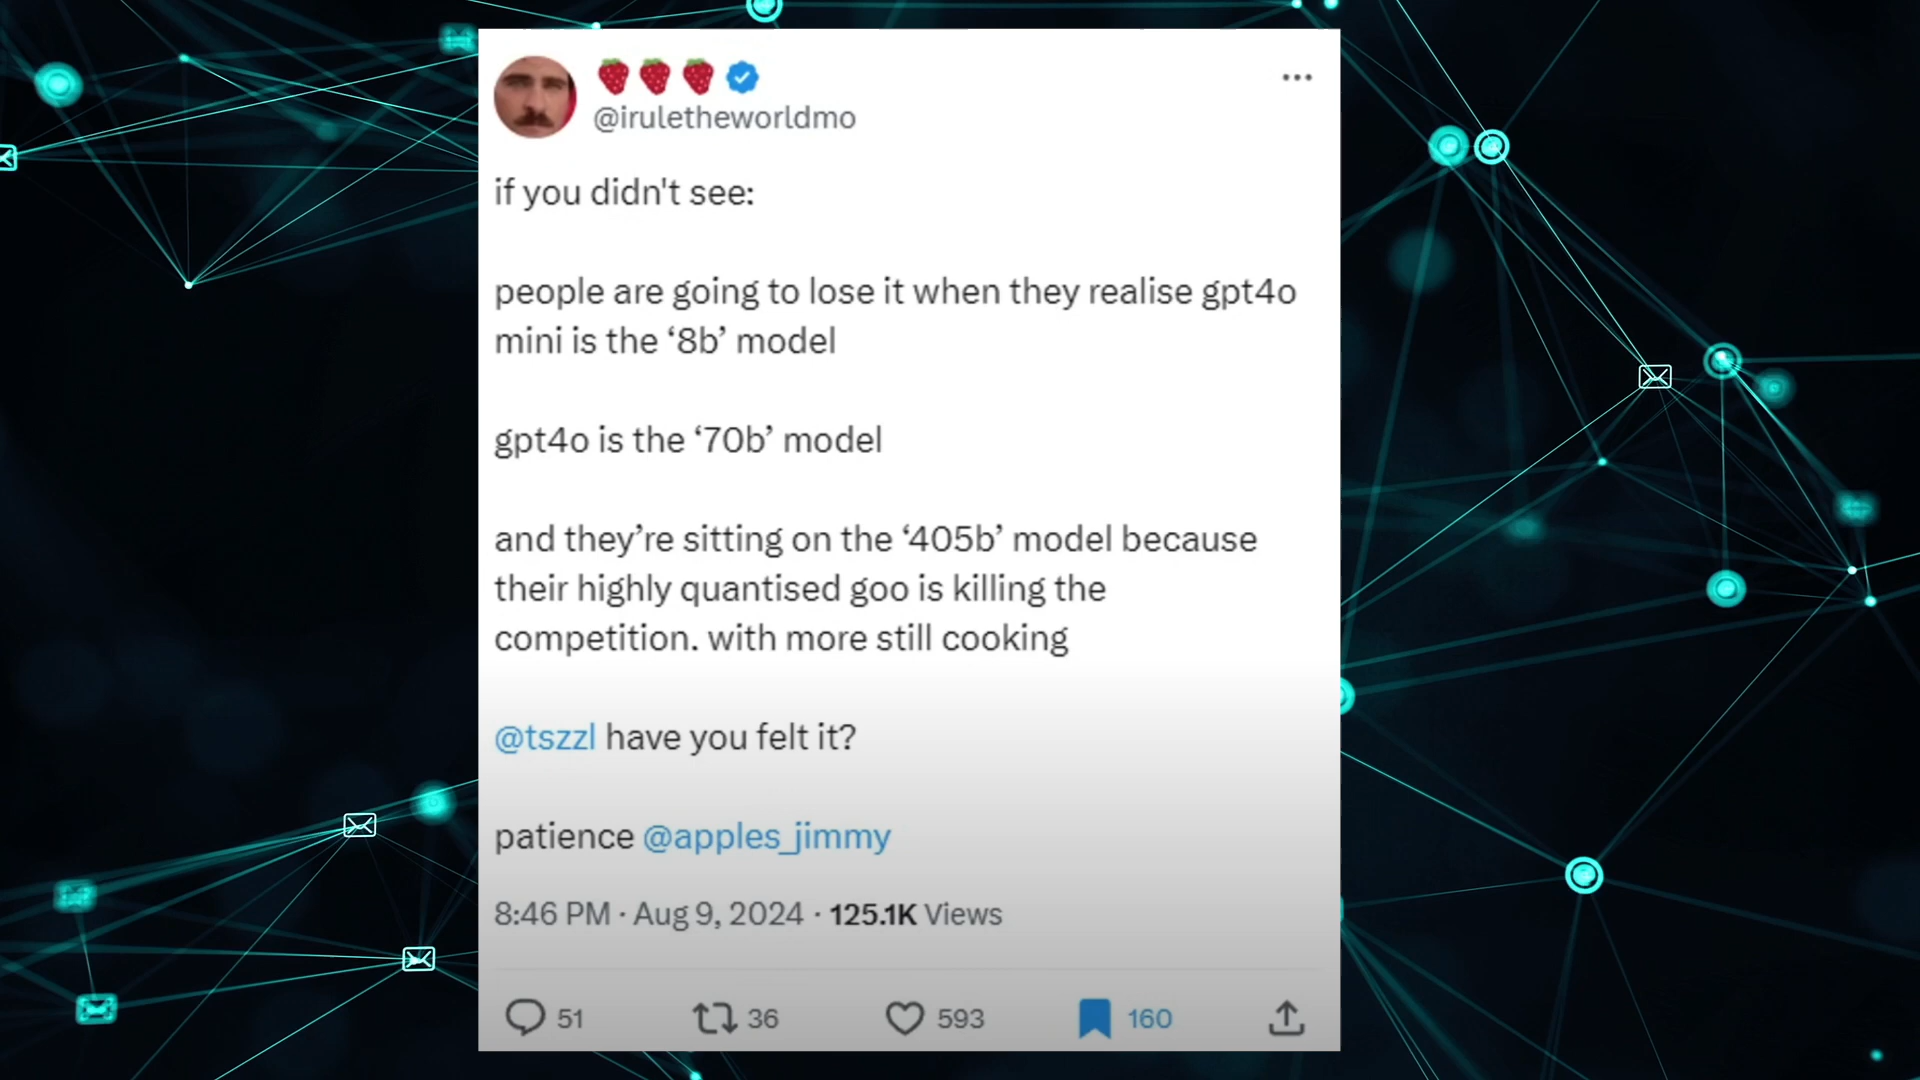 🍓🍓🍓
@iruletheworldmo
if you didn't see:
people are going to lose it when they realise gpt4o
mini is the ‘8b’ model
gpt4o is the ‘70b’ model
and they’re sitting on the ‘405b’ model because
their highly quantised goo is killing the
competition. with more still cooking
@tszzl have you felt it?
patience @apples_jimmy
8:46 PM · Aug 9, 2024 · 125.1K Views
51 36 593 160